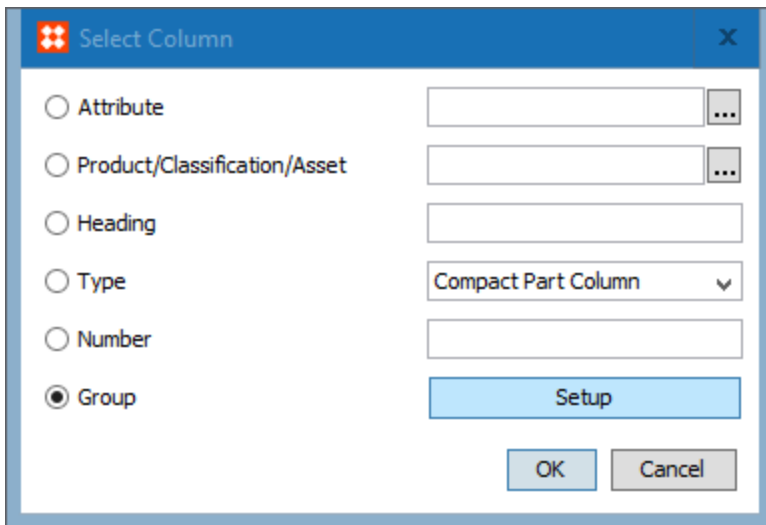 Select Column
x
Attribute
...
Product/Classification/Asset
...
Heading
Type
Compact Part Column
Number
Group
Setup
OK
Cancel